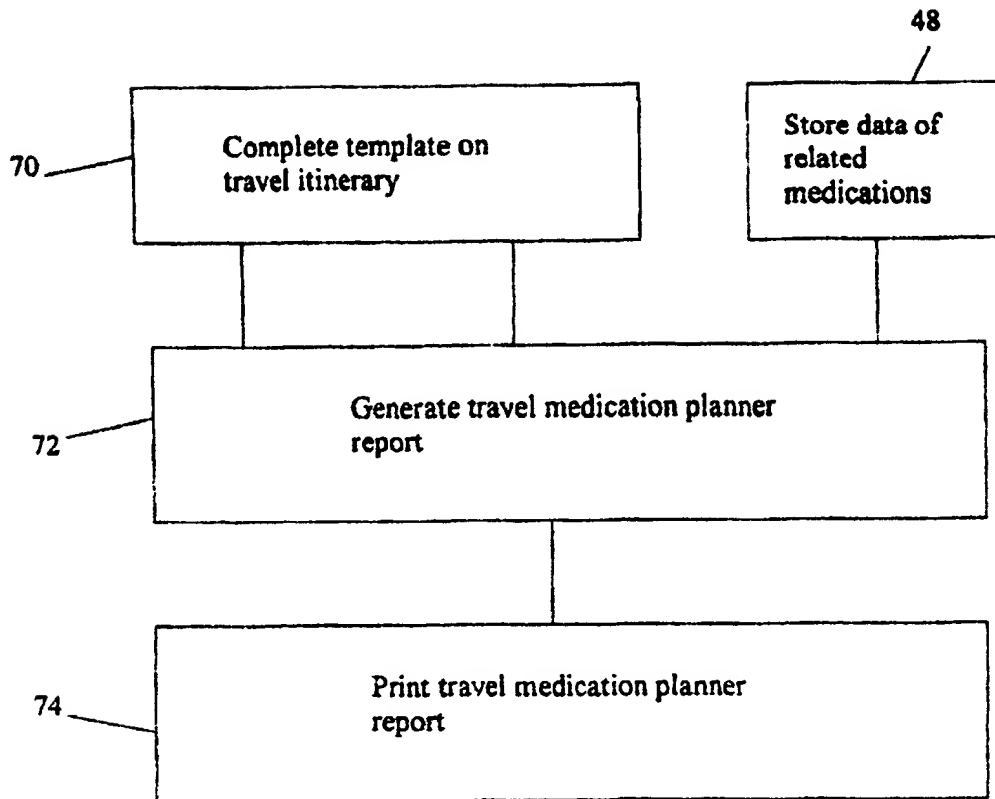 48
70
Complete template on
travel itinerary
Store data of
related
medications
72
Generate travel medication planner
report
74
Print travel medication planner
report